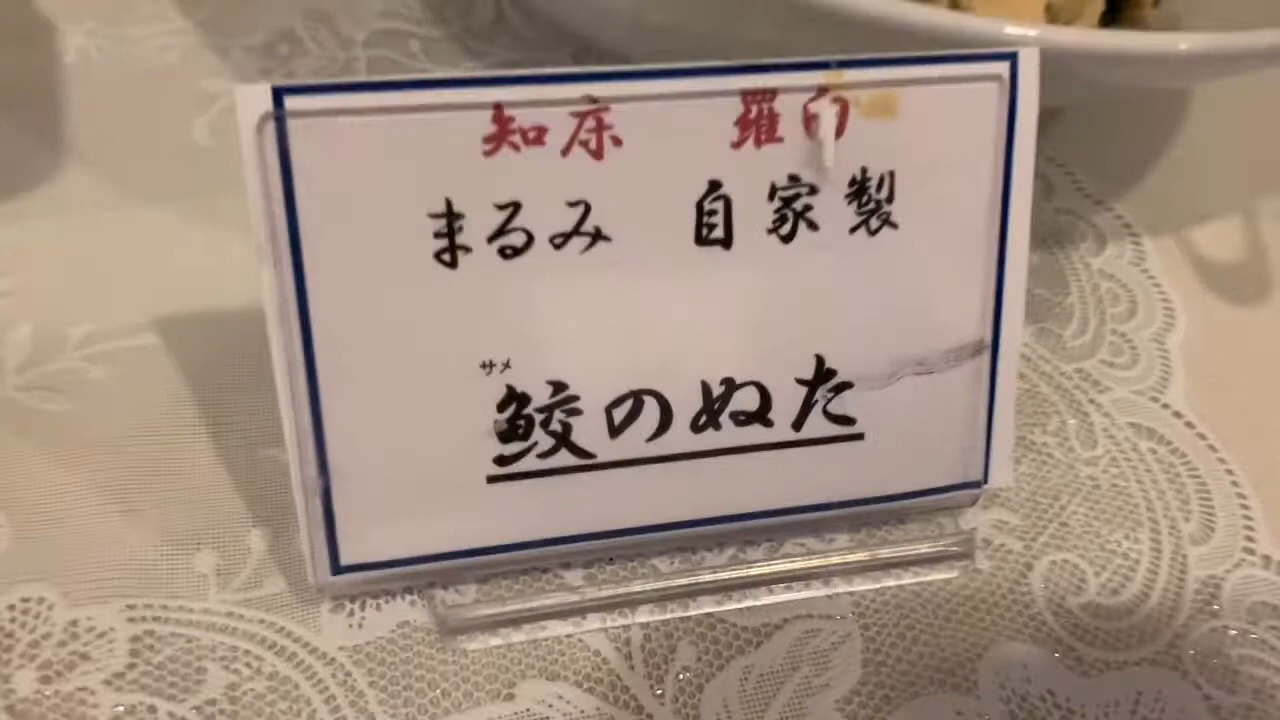 知床 羅臼
まるみ 自家製
サメ
鮫のぬた